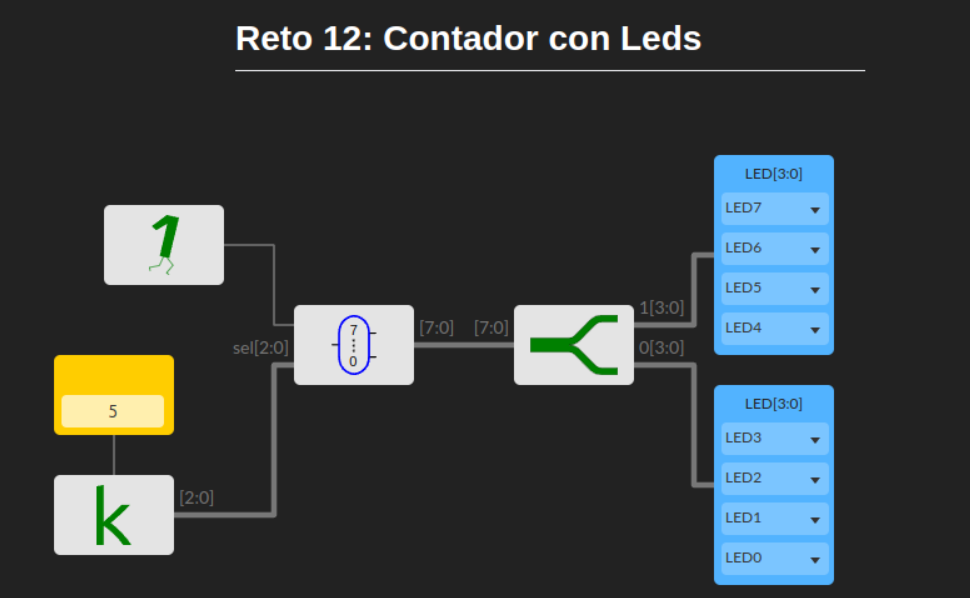 Reto 12: Contador con Leds
LED[3:0]
LED7
LED6
LED5
LED4
1
7
0
sel[2:0]
[7:0]
[7:0]
1[3:0]
0[3:0]
5
k
[2:0]
LED[3:0]
LED3
LED2
LED1
LED0